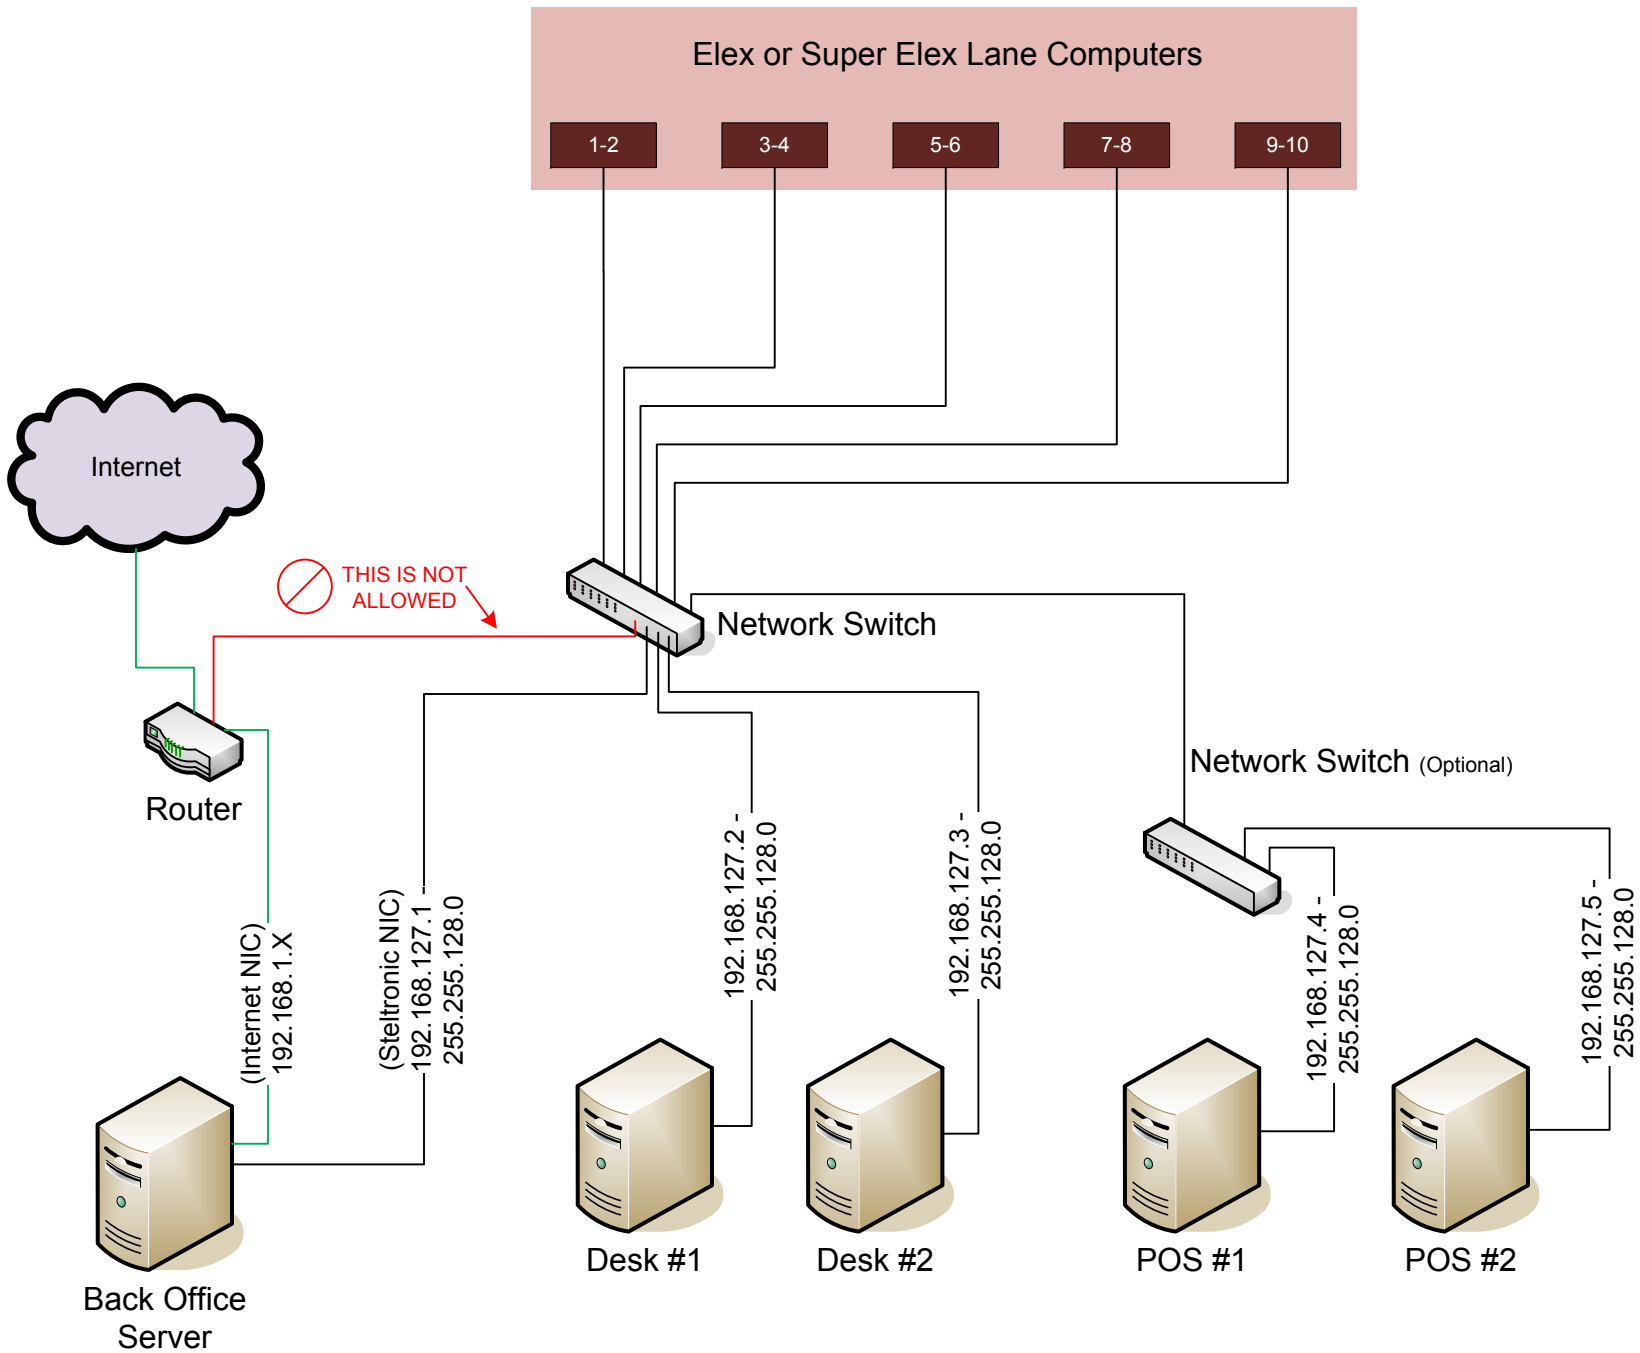 Elex or Super Elex Lane Computers
1-2
3-4
5-6
7-8
9-10
Internet
THIS IS NOT
ALLOWED
Network Switch
Router
Network Switch (Optional)
(Internet NIC)
192.168.1.X
(Steltronic NIC)
192.168.127.1 -
255.255.128.0
192.168.127.2 -
255.255.128.0
192.168.127.3 -
255.255.128.0
192.168.127.4 -
255.255.128.0
192.168.127.5 -
255.255.128.0
Back Office
Server
Desk #1
Desk #2
POS #1
POS #2